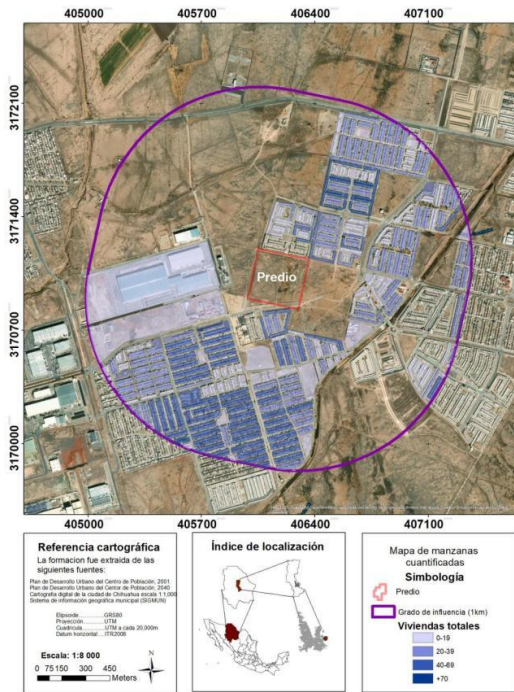 405000 405700 406400 407100
3172100
3171400
3170700
3170000
Predio
405000 405700 406400 407100
Referencia cartográfica
La formacion fue extraida de las
siguientes fuentes:
Plan de Desarrollo Urbano del Centro de Población, 2001
Plan de Desarrollo Urbano del Centor de Población, 2040
Cartografia digital de la ciudad de Chihuahua escala 1:1,000
Sistema de información geográfica municipal (SIGMUN)
Elipsoide..............GRS80
Proyección..............UTM
Cuadrícula..............UTM a cada 20,000m
Datum horizontal....ITR2008
Escala: 1:8 000
0 75 150 300 450
Meters
N
Índice de localización
Mapa de manzanas
cuantificadas
Simbología
Predio
Grado de influencia (1km)
Viviendas totales
0-19
20-39
40-69
+70